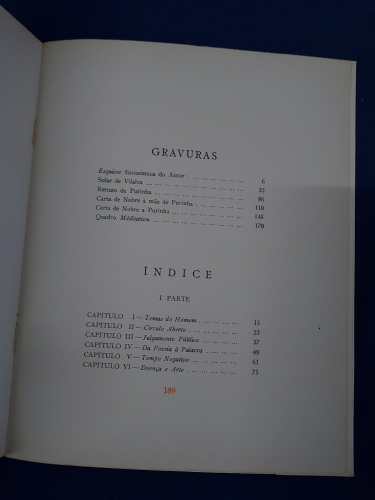 GRAVURAS
Esquisse fisionómica do Autor ... ... ... ... ... ... 6
Solar de Vilalva ... ... ... ... ... ... ... ... ... 22
Retrato de Purinha ... ... ... ... ... ... ... ... 86
Carta de Nobre à mãe de Purinha ... ... ... ... ... 110
Carta de Nobre a Purinha ... ... ... ... ... ... ... 148
Quadro Méditation ... ... ... ... ... ... ... ... 170
ÍNDICE
I PARTE
CAPITULO I — Temas do Homem ... ... ... ... 15
CAPITULO II — Círculo Aberto ... ... ... ... ... 23
CAPITULO III — Julgamento Público ... ... ... ... 37
CAPITULO IV — Da Poesia à Palavra ... ... ... ... 49
CAPITULO V — Tempo Negativo ... ... ... ... 61
CAPITULO VI — Doença e Arte ... ... ... ... ... 75
189